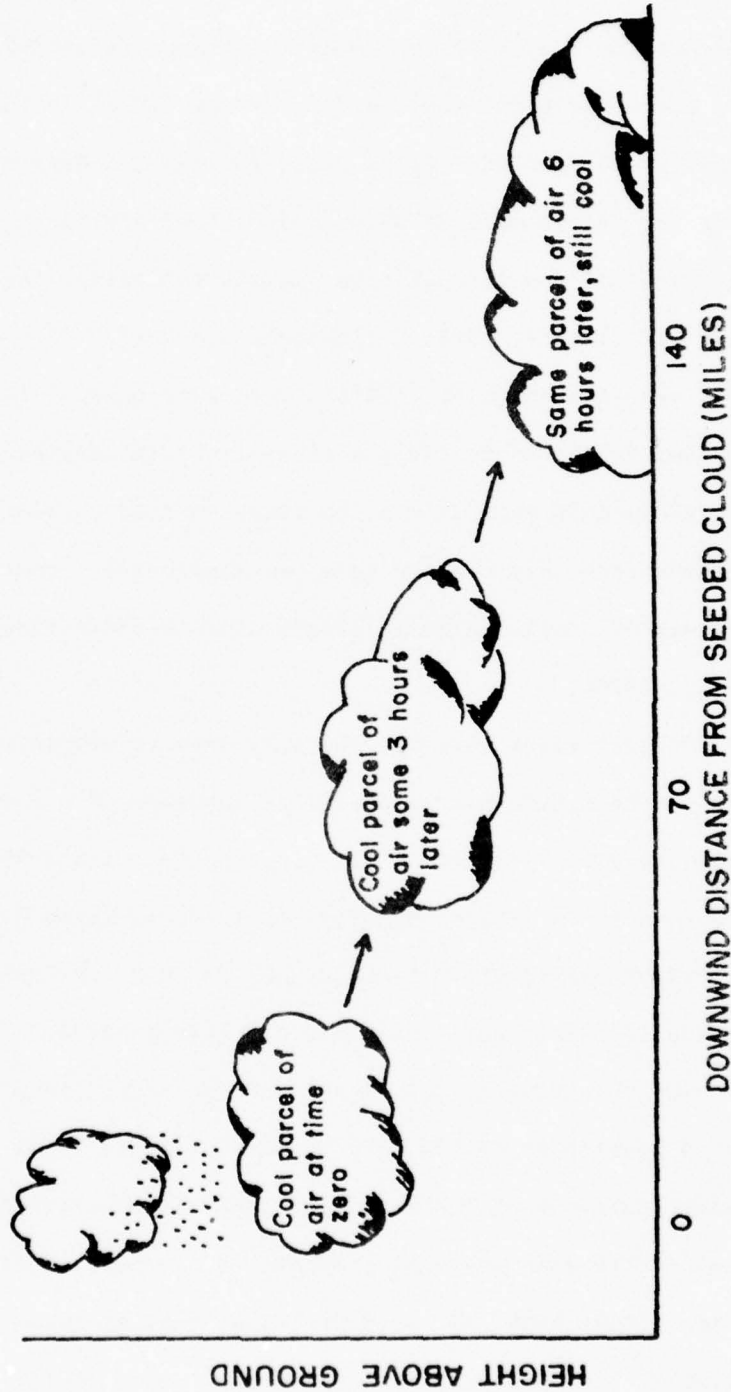 HEIGHT ABOVE GROUND
Cool parcel of
air at time
zero
Cool parcel of
air some 3 hours
later
Same parcel of air 6
hours later, still cool
0
70
140
DOWNWIND DISTANCE FROM SEEDED CLOUD (MILES)